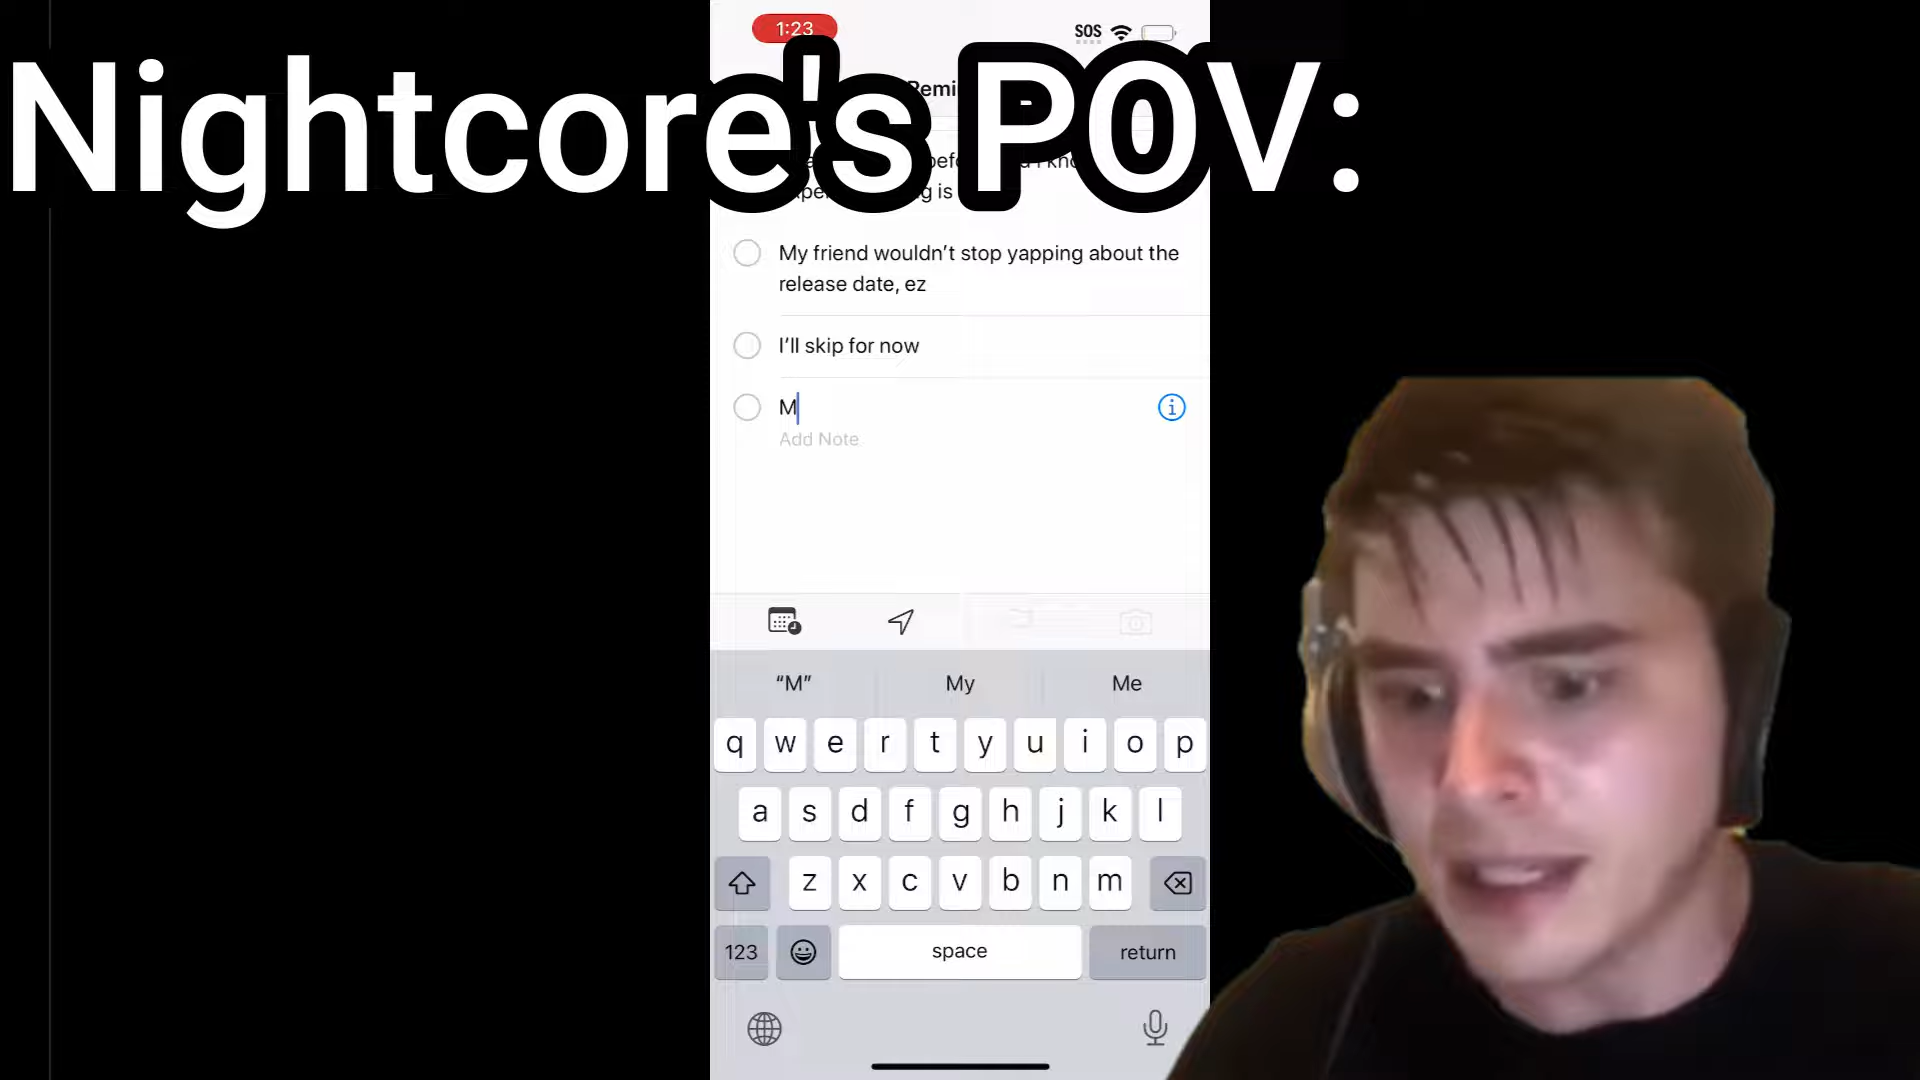 1:23
SOS
Nightcore's POV:
My friend wouldn’t stop yapping about the
release date, ez
I’ll skip for now
M
Add Note
“M” My Me
q w e r t y u i o p
a s d f g h j k l
z x c v b n m
123 space return